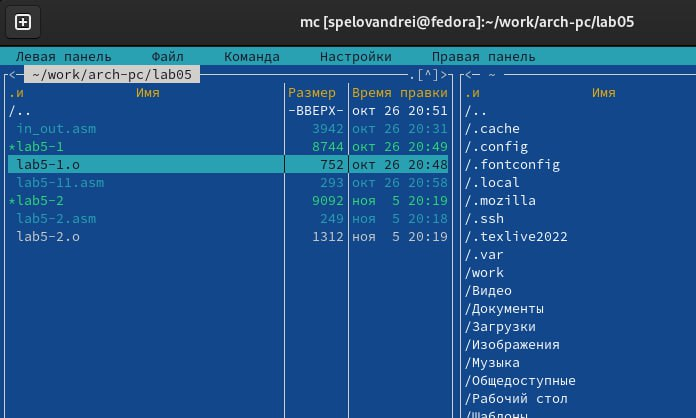 mc [spelovandrei@fedora]:~/work/arch-pc/lab05
Левая панель Файл Команда Настройки Правая панель
<— ~/work/arch-pc/lab05 .[^]>
.и Имя Размер Время правки
/.. -ВВЕРХ- окт 26 20:51
in_out.asm 3942 окт 26 20:31
*lab5-1 8744 окт 26 20:49
lab5-1.o 752 окт 26 20:48
lab5-11.asm 293 окт 26 20:58
*lab5-2 9092 ноя 5 20:19
lab5-2.asm 249 ноя 5 20:18
lab5-2.o 1312 ноя 5 20:19
<— ~
.и Имя
/..
/.cache
/.config
/.fontconfig
/.local
/.mozilla
/.ssh
/.texlive2022
/.var
/work
/Видео
/Документы
/Загрузки
/Изображения
/Музыка
/Общедоступные
/Рабочий стол
/Шаблоны